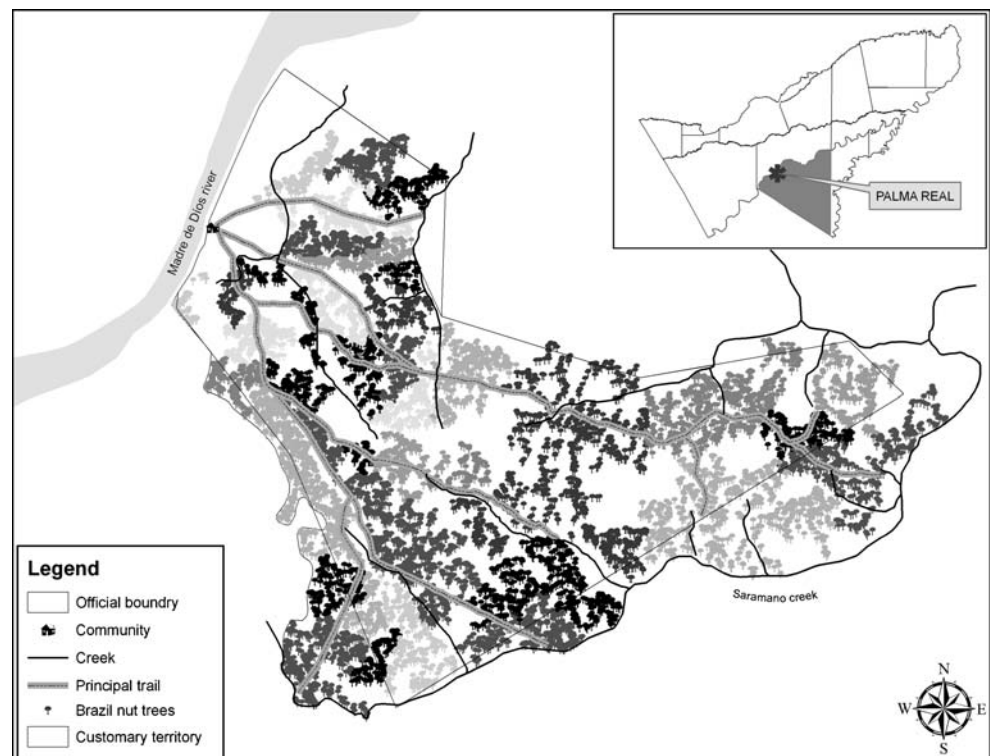 Madre de Dios river
PALMA REAL
Saramano creek
Legend
Official boundry
Community
Creek
Principal trail
Brazil nut trees
Customary territory
N
W
E
S